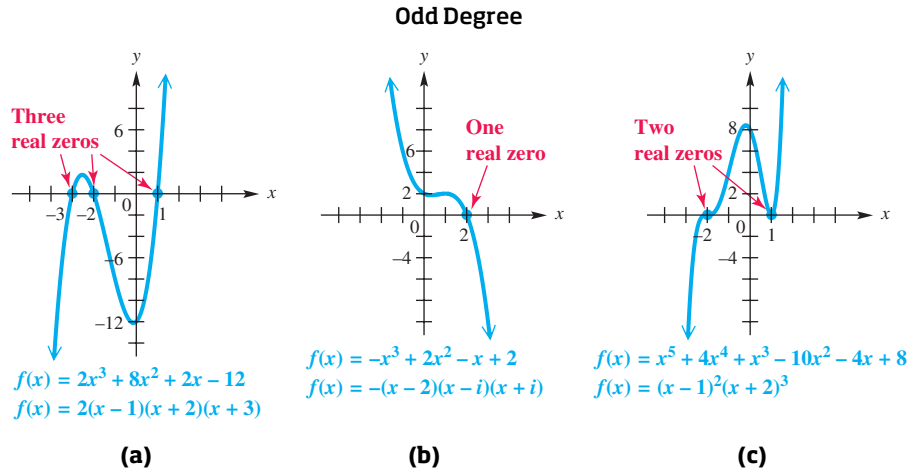 Odd Degree
y
Three
real zeros
6
x
–3
–2
0
1
–6
–12
f(x) = 2x³ + 8x² + 2x – 12
f(x) = 2(x – 1)(x + 2)(x + 3)
(a)
y
One
real zero
2
x
0
2
–4
f(x) = –x³ + 2x² – x + 2
f(x) = –(x – 2)(x – i)(x + i)
(b)
y
Two
real zeros
8
2
x
–2
0
1
–4
f(x) = x⁵ + 4x⁴ + x³ – 10x² – 4x + 8
f(x) = (x – 1)²(x + 2)³
(c)